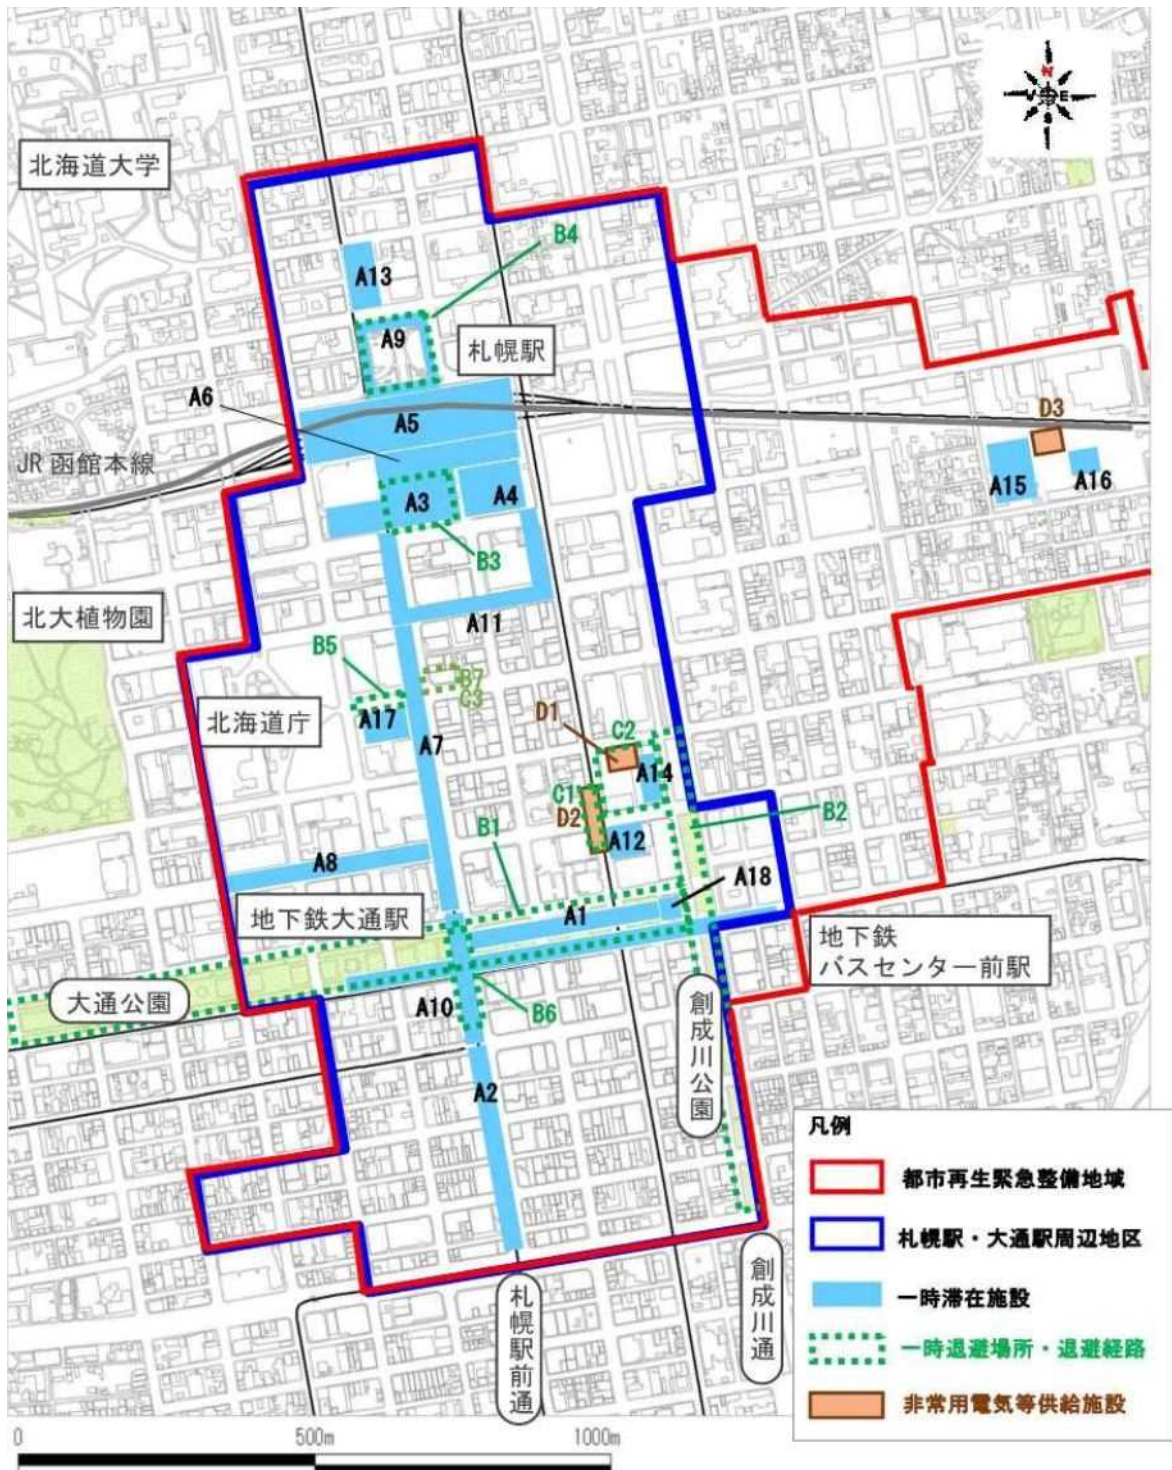 N
W
E
S
北海道大学
B4
A13
A9
札幌駅
A6
A5
D3
JR 函館本線
A3
A4
A15
A16
B3
北大植物園
A11
B5
B7
C3
北海道庁
A17
D1
C2
A7
A14
C1
D2
B1
B2
A12
A8
A18
地下鉄大通駅
A1
地下鉄
バスセンター前駅
大通公園
A10
B6
創成川公園
A2
凡例
都市再生緊急整備地域
札幌駅・大通駅周辺地区
一時滞在施設
一時退避場所・退避経路
非常用電気等供給施設
札幌駅前通
創成川通
0
500m
1000m